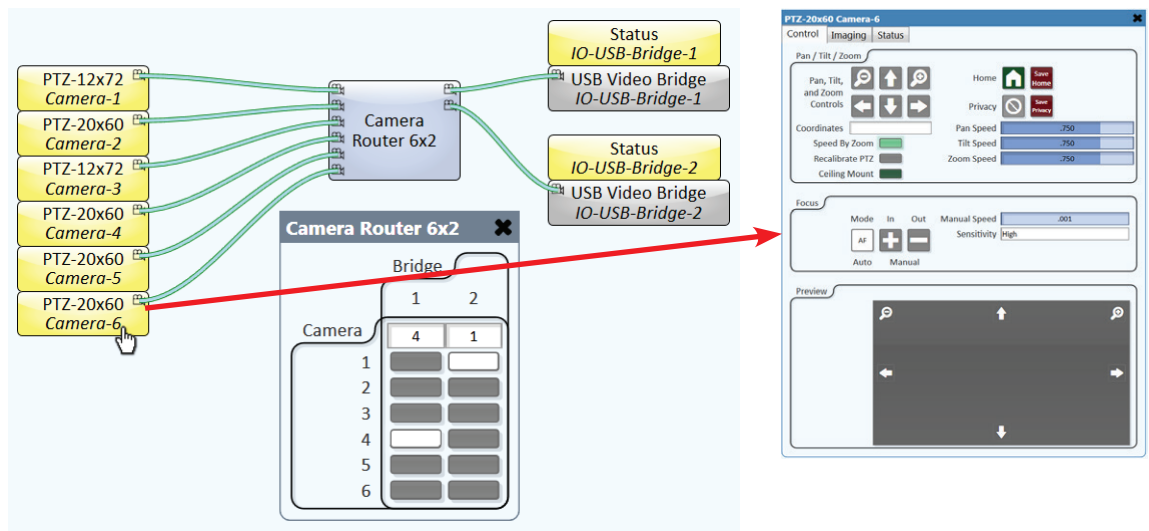 PTZ-12x72
Camera-1
PTZ-20x60
Camera-2
PTZ-12x72
Camera-3
PTZ-20x60
Camera-4
PTZ-20x60
Camera-5
PTZ-20x60
Camera-6
Camera
Router 6x2
Status
IO-USB-Bridge-1
USB Video Bridge
IO-USB-Bridge-1
Status
IO-USB-Bridge-2
USB Video Bridge
IO-USB-Bridge-2
Camera Router 6x2
Bridge
1 2
Camera
4 1
1
2
3
4
5
6
PTZ-20x60 Camera-6
Control Imaging Status
Pan / Tilt / Zoom
Pan, Tilt,
and Zoom
Controls
Home
Save
Home
Privacy
Save
Privacy
Coordinates
Pan Speed .750
Speed By Zoom
Tilt Speed .750
Recalibrate PTZ
Zoom Speed .750
Ceiling Mount
Focus
Mode In Out
Manual Speed .001
AF
Sensitivity High
Auto Manual
Preview